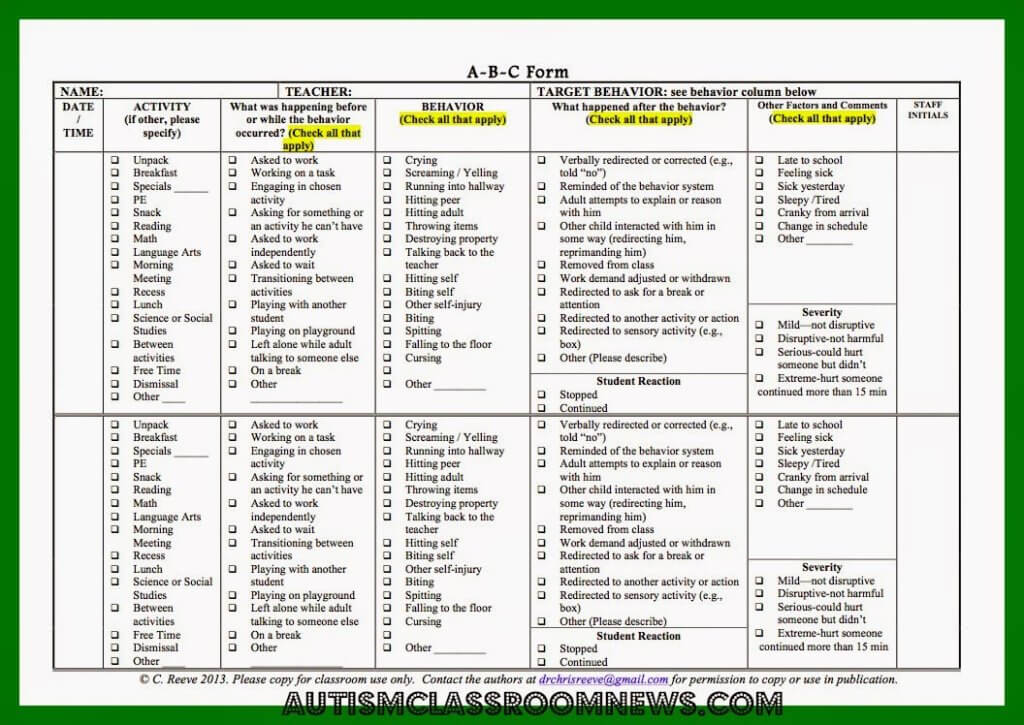 A-B-C Form
NAME:
TEACHER:
TARGET BEHAVIOR: see behavior column below
DATE
/
TIME
ACTIVITY
(if other, please
specify)
What was happening before
or while the behavior
occurred? (Check all that
apply)
BEHAVIOR
(Check all that apply)
What happened after the behavior?
(Check all that apply)
Other Factors and Comments
(Check all that apply)
STAFF
INITIALS
❑ Unpack
❑ Breakfast
❑ Specials ______
❑ PE
❑ Snack
❑ Reading
❑ Math
❑ Language Arts
❑ Morning
Meeting
❑ Recess
❑ Lunch
❑ Science or Social
Studies
❑ Between
activities
❑ Free Time
❑ Dismissal
❑ Other ____
❑ Asked to work
❑ Working on a task
❑ Engaging in chosen
activity
❑ Asking for something or
an activity he can't have
❑ Asked to work
independently
❑ Asked to wait
❑ Transitioning between
activities
❑ Playing with another
student
❑ Playing on playground
❑ Left alone while adult
talking to someone else
❑ On a break
❑ Other
________________
❑ Crying
❑ Screaming / Yelling
❑ Running into hallway
❑ Hitting peer
❑ Hitting adult
❑ Throwing items
❑ Destroying property
❑ Talking back to the
teacher
❑ Hitting self
❑ Biting self
❑ Other self-injury
❑ Biting
❑ Spitting
❑ Falling to the floor
❑ Cursing
❑
❑ Other _________
❑ Verbally redirected or corrected (e.g.,
told "no")
❑ Reminded of the behavior system
❑ Adult attempts to explain or reason
with him
❑ Other child interacted with him in
some way (redirecting him,
reprimanding him)
❑ Removed from class
❑ Work demand adjusted or withdrawn
❑ Redirected to ask for a break or
attention
❑ Redirected to another activity or action
❑ Redirected to sensory activity (e.g.,
box)
❑ Other (Please describe)
Student Reaction
❑ Stopped
❑ Continued
❑ Late to school
❑ Feeling sick
❑ Sick yesterday
❑ Sleepy /Tired
❑ Cranky from arrival
❑ Change in schedule
❑ Other ________
Severity
❑ Mild—not disruptive
❑ Disruptive-not harmful
❑ Serious-could hurt
someone but didn't
❑ Extreme-hurt someone
continued more than 15 min
❑ Unpack
❑ Breakfast
❑ Specials ______
❑ PE
❑ Snack
❑ Reading
❑ Math
❑ Language Arts
❑ Morning
Meeting
❑ Recess
❑ Lunch
❑ Science or Social
Studies
❑ Between
activities
❑ Free Time
❑ Dismissal
❑ Other ____
❑ Asked to work
❑ Working on a task
❑ Engaging in chosen
activity
❑ Asking for something or
an activity he can't have
❑ Asked to work
independently
❑ Asked to wait
❑ Transitioning between
activities
❑ Playing with another
student
❑ Playing on playground
❑ Left alone while adult
talking to someone else
❑ On a break
❑ Other
________________
❑ Crying
❑ Screaming / Yelling
❑ Running into hallway
❑ Hitting peer
❑ Hitting adult
❑ Throwing items
❑ Destroying property
❑ Talking back to the
teacher
❑ Hitting self
❑ Biting self
❑ Other self-injury
❑ Biting
❑ Spitting
❑ Falling to the floor
❑ Cursing
❑
❑ Other _________
❑ Verbally redirected or corrected (e.g.,
told "no")
❑ Reminded of the behavior system
❑ Adult attempts to explain or reason
with him
❑ Other child interacted with him in
some way (redirecting him,
reprimanding him)
❑ Removed from class
❑ Work demand adjusted or withdrawn
❑ Redirected to ask for a break or
attention
❑ Redirected to another activity or action
❑ Redirected to sensory activity (e.g.,
box)
❑ Other (Please describe)
Student Reaction
❑ Stopped
❑ Continued
❑ Late to school
❑ Feeling sick
❑ Sick yesterday
❑ Sleepy /Tired
❑ Cranky from arrival
❑ Change in schedule
❑ Other ________
Severity
❑ Mild—not disruptive
❑ Disruptive-not harmful
❑ Serious-could hurt
someone but didn't
❑ Extreme-hurt someone
continued more than 15 min
© C. Reeve 2013. Please copy for classroom use only. Contact the authors at drchrisreeve@gmail.com for permission to copy or use in publication.
AUTISMCLASSROOMNEWS.COM